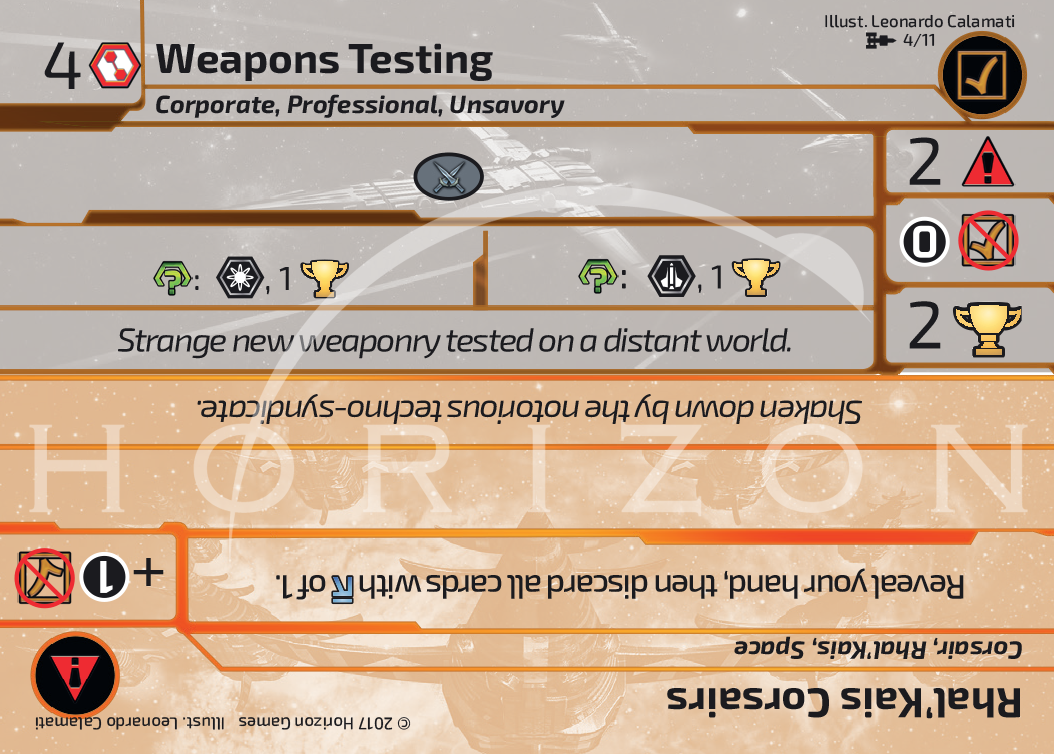 Illust. Leonardo Calamati
4/11
4 Weapons Testing
Corporate, Professional, Unsavory
2
0
: , 1
: , 1
2
Strange new weaponry tested on a distant world.
HORIZON
Rhal'Kais Corsairs
Corsair, Rhal'Kais, Space
Reveal your hand, then discard all cards with of 1.
+ 1
Shaken down by the notorious techno-syndicate.
© 2017 Horizon Games Illust. Leonardo Calamati